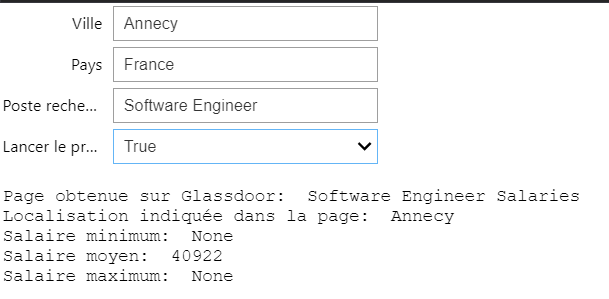 Ville Annecy
Pays France
Poste reche... Software Engineer
Lancer le pr... True
Page obtenue sur Glassdoor:  Software Engineer Salaries
Localisation indiquée dans la page:  Annecy
Salaire minimum:  None
Salaire moyen:  40922
Salaire maximum:  None